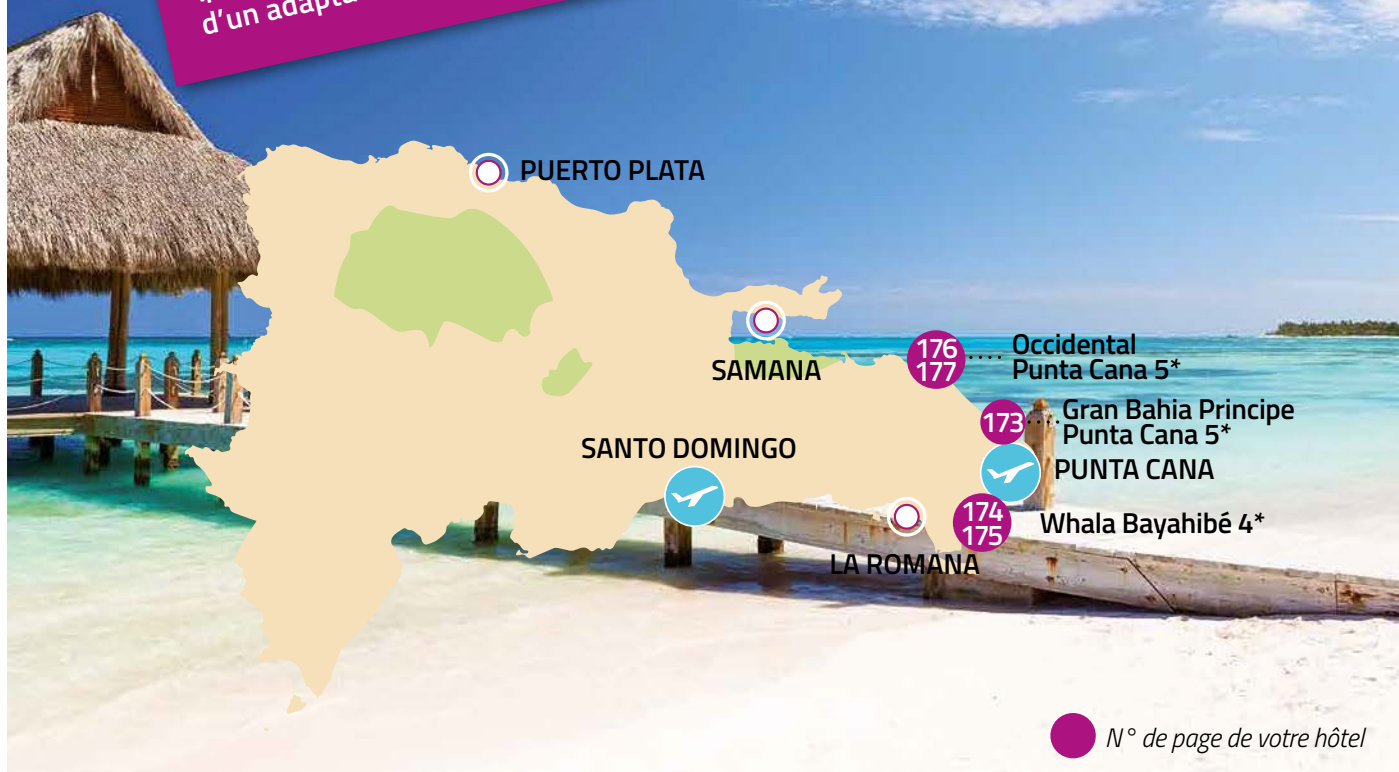 d'un
PUERTO PLATA
SAMANA
176
177
Occidental
Punta Cana 5*
173
Gran Bahia Principe
Punta Cana 5*
SANTO DOMINGO
PUNTA CANA
174
175
Whala Bayahibé 4*
LA ROMANA
N° de page de votre hôtel